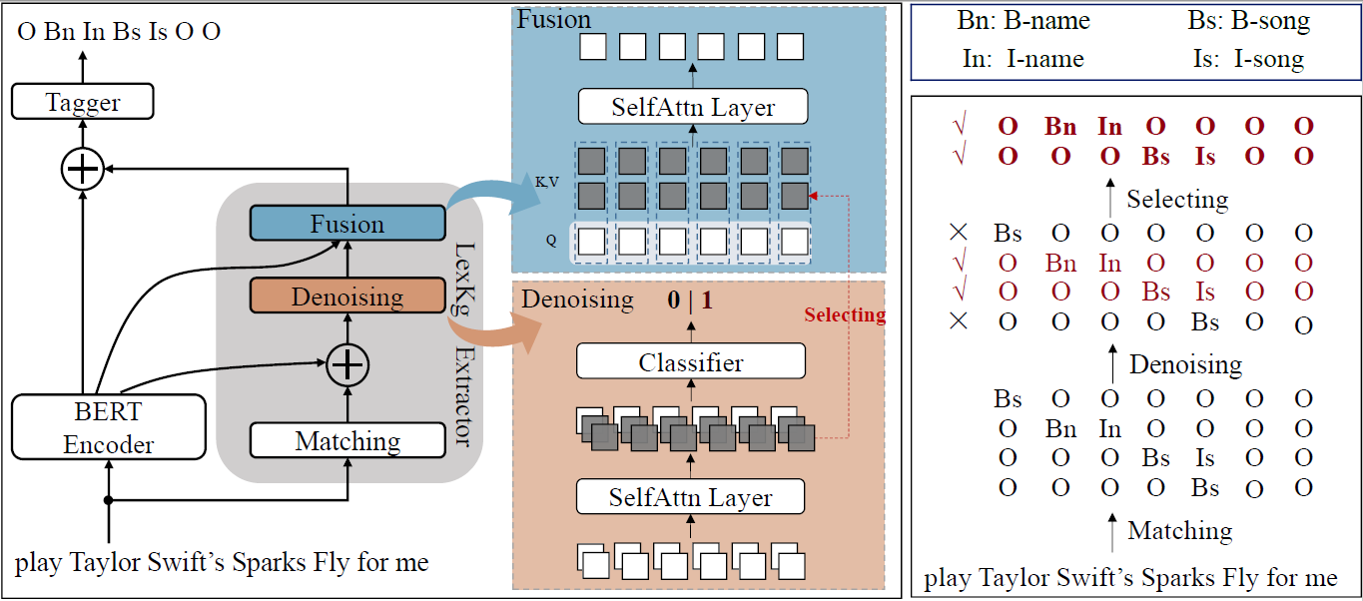 O Bn In Bs Is O O
Tagger
Fusion
Denoising
Matching
LexKg Extractor
BERT
Encoder
play Taylor Swift's Sparks Fly for me
Fusion
SelfAttn Layer
K,V
Q
Denoising 0 | 1
Selecting
Classifier
SelfAttn Layer
Bn: B-name Bs: B-song
In: I-name Is: I-song
√ O Bn In O O O O
√ O O O Bs Is O O
Selecting
× Bs O O O O O O
√ O Bn In O O O O
√ O O O Bs Is O O
× O O O O Bs O O
Denoising
Bs O O O O O O
O Bn In O O O O
O O O Bs Is O O
O O O O Bs O O
Matching
play Taylor Swift's Sparks Fly for me